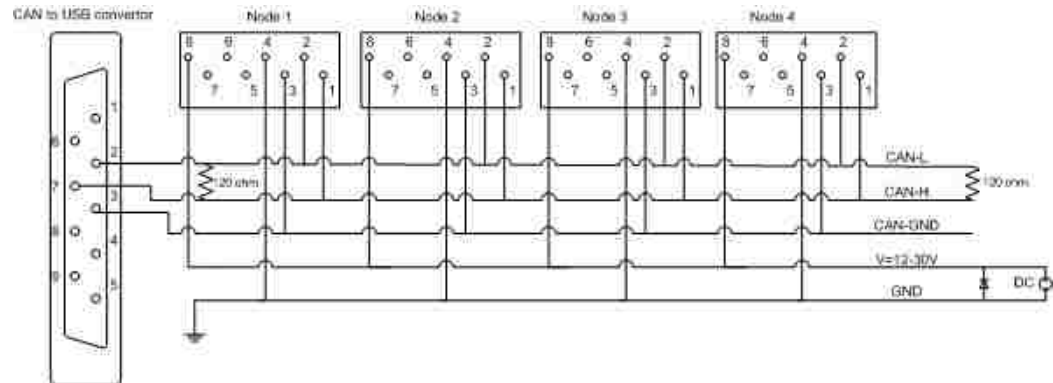 CAN to USB convertor
Node 1
Node 2
Node 3
Node 4
8 6 4 2
7 5 3 1
8 6 4 2
7 5 3 1
8 6 4 2
7 5 3 1
8 6 4 2
7 5 3 1
1
6
2
7
3
8
4
9
5
120 ohm
CAN-L
CAN-H
120 ohm
CAN-GND
V=12-30V
DC
GND